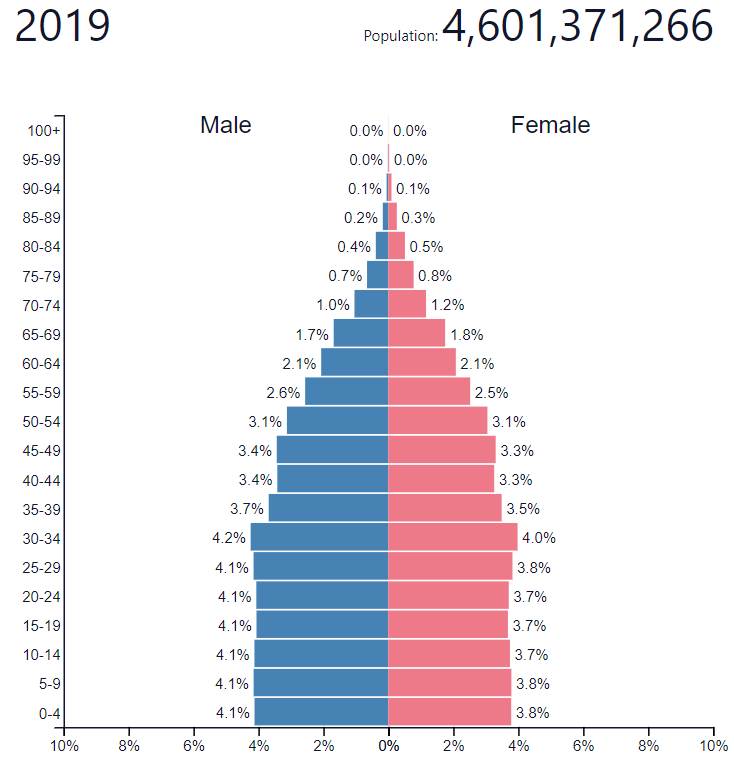 2019
Population: 4,601,371,266
Male Female
100+ 0.0% 0.0%
95-99 0.0% 0.0%
90-94 0.1% 0.1%
85-89 0.2% 0.3%
80-84 0.4% 0.5%
75-79 0.7% 0.8%
70-74 1.0% 1.2%
65-69 1.7% 1.8%
60-64 2.1% 2.1%
55-59 2.6% 2.5%
50-54 3.1% 3.1%
45-49 3.4% 3.3%
40-44 3.4% 3.3%
35-39 3.7% 3.5%
30-34 4.2% 4.0%
25-29 4.1% 3.8%
20-24 4.1% 3.7%
15-19 4.1% 3.7%
10-14 4.1% 3.7%
5-9 4.1% 3.8%
0-4 4.1% 3.8%
10% 8% 6% 4% 2% 0% 2% 4% 6% 8% 10%